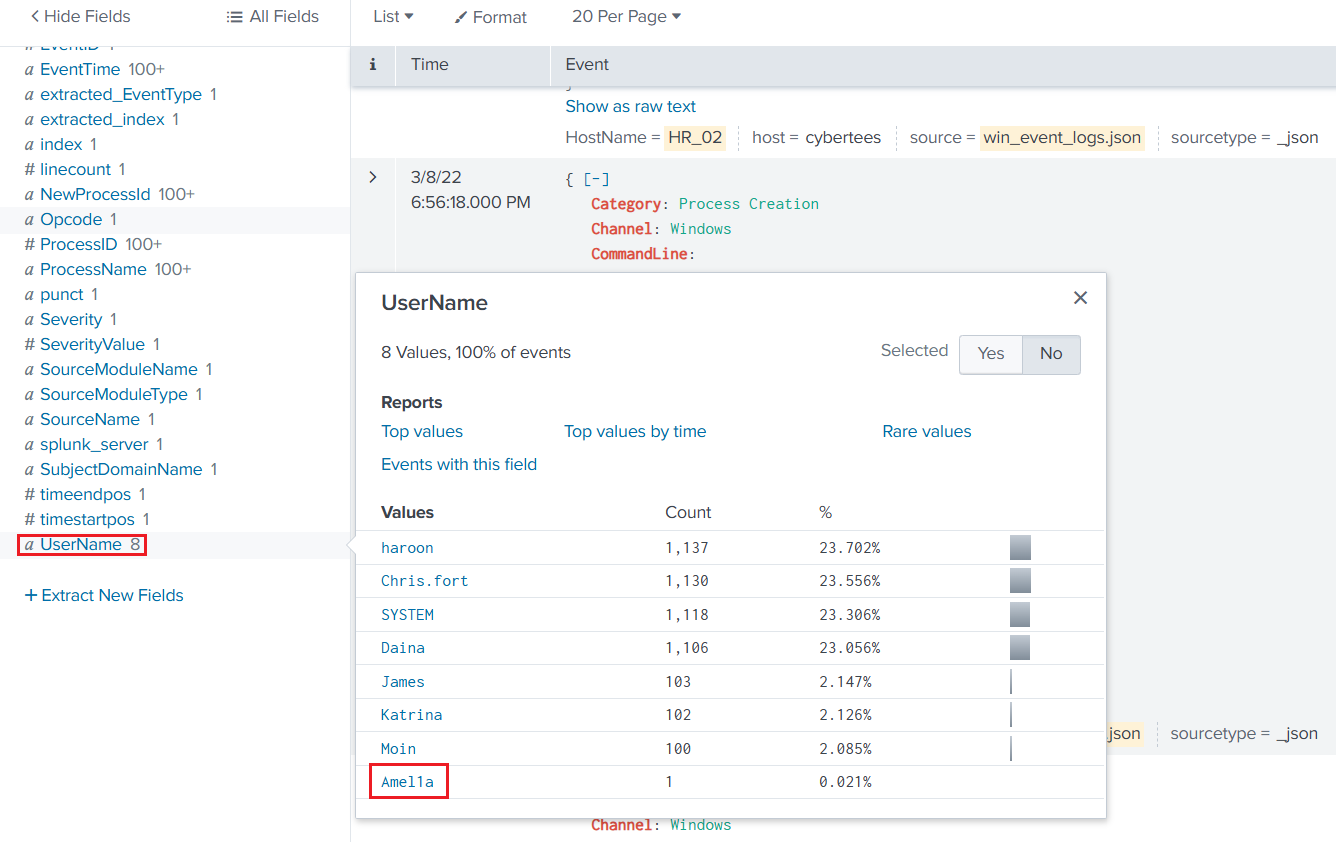 Hide Fields
All Fields
List
Format
20 Per Page
# EventID 1
a EventTime 100+
a extracted_EventType 1
a extracted_index 1
a index 1
# linecount 1
a NewProcessId 100+
a Opcode 1
# ProcessID 100+
a ProcessName 100+
a punct 1
a Severity 1
# SeverityValue 1
a SourceModuleName 1
a SourceModuleType 1
a SourceName 1
a splunk_server 1
a SubjectDomainName 1
# timeendpos 1
# timestartpos 1
a UserName 8
+ Extract New Fields
i Time Event
}
Show as raw text
HostName = HR_02 host = cybertees source = win_event_logs.json sourcetype = _json
3/8/22
6:56:18.000 PM
{ [-]
Category: Process Creation
Channel: Windows
CommandLine:
UserName
8 Values, 100% of events
Selected Yes No
Reports
Top values Top values by time Rare values
Events with this field
Values Count %
haroon 1,137 23.702%
Chris.fort 1,130 23.556%
SYSTEM 1,118 23.306%
Daina 1,106 23.056%
James 103 2.147%
Katrina 102 2.126%
Moin 100 2.085%
Amel1a 1 0.021%
json sourcetype = _json
Channel: Windows